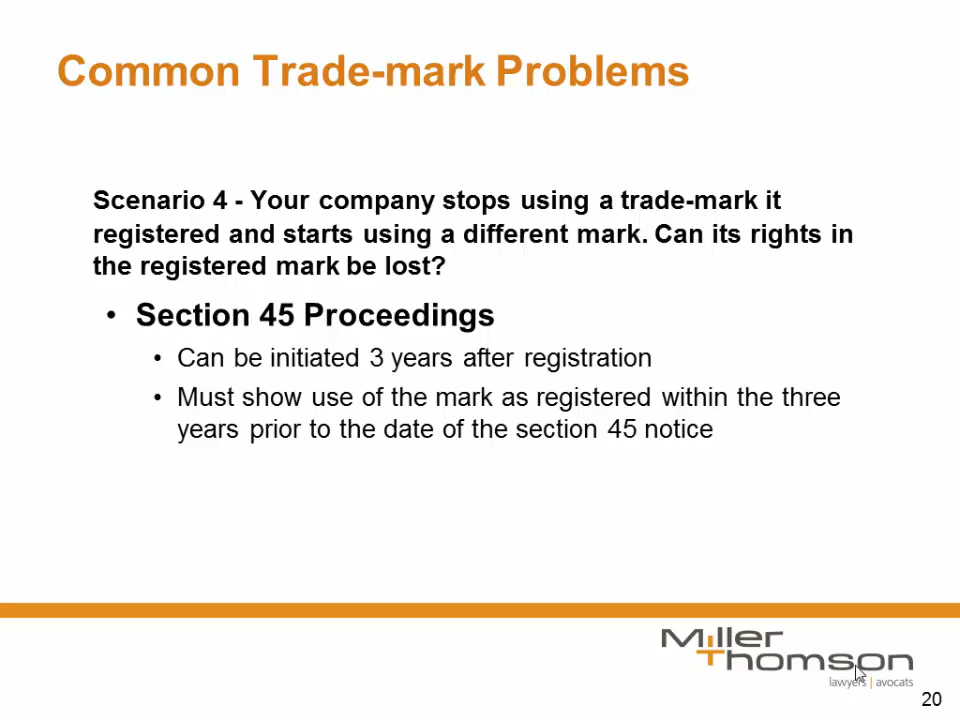 Common Trade-mark Problems
Scenario 4 - Your company stops using a trade-mark it
registered and starts using a different mark. Can its rights in
the registered mark be lost?
• Section 45 Proceedings
• Can be initiated 3 years after registration
• Must show use of the mark as registered within the three
years prior to the date of the section 45 notice
Miller
Thomson
lawyers | avocats
20